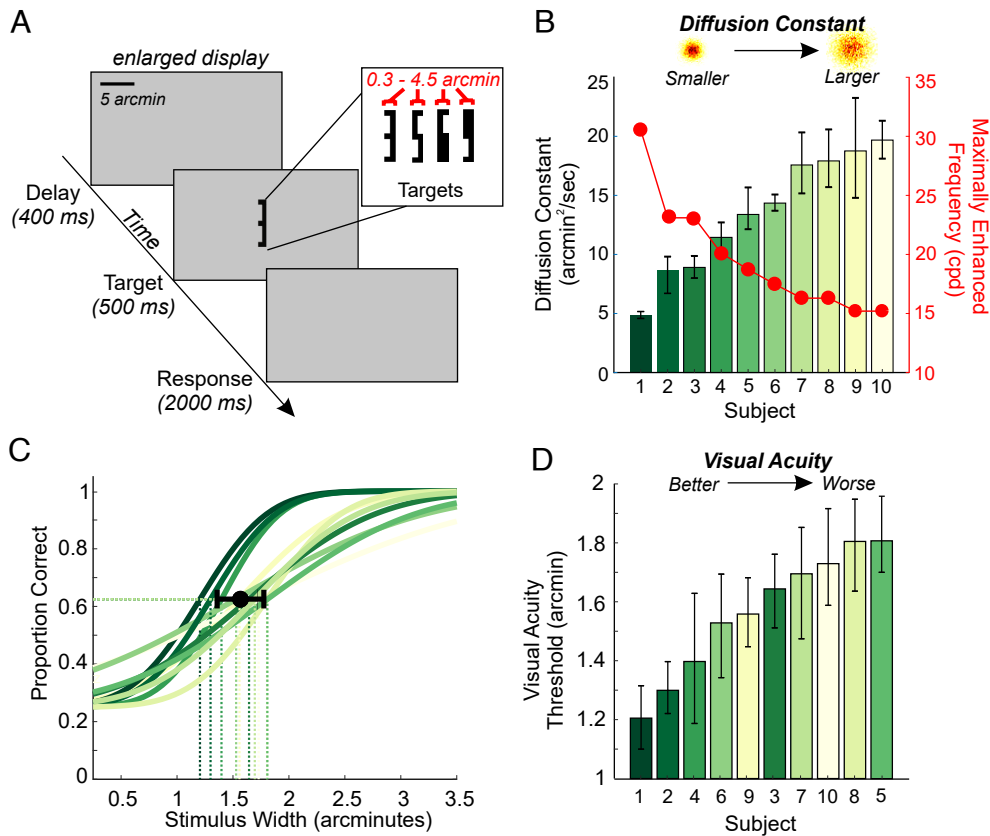 A
enlarged display
5 arcmin
0.3 - 4.5 arcmin
Targets
Delay
(400 ms)
Time
Target
(500 ms)
Response
(2000 ms)
B
Diffusion Constant
Smaller
Larger
Diffusion Constant
(arcmin²/sec)
25
20
15
10
5
0
Maximally Enhanced
Frequency (cpd)
35
30
25
20
15
10
1 2 3 4 5 6 7 8 9 10
Subject
C
Proportion Correct
1
0.8
0.6
0.4
0.2
0
0.5 1 1.5 2 2.5 3 3.5
Stimulus Width (arcminutes)
D
Visual Acuity
Better
Worse
Visual Acuity
Threshold (arcmin)
2
1.8
1.6
1.4
1.2
1
1 2 4 6 9 3 7 10 8 5
Subject